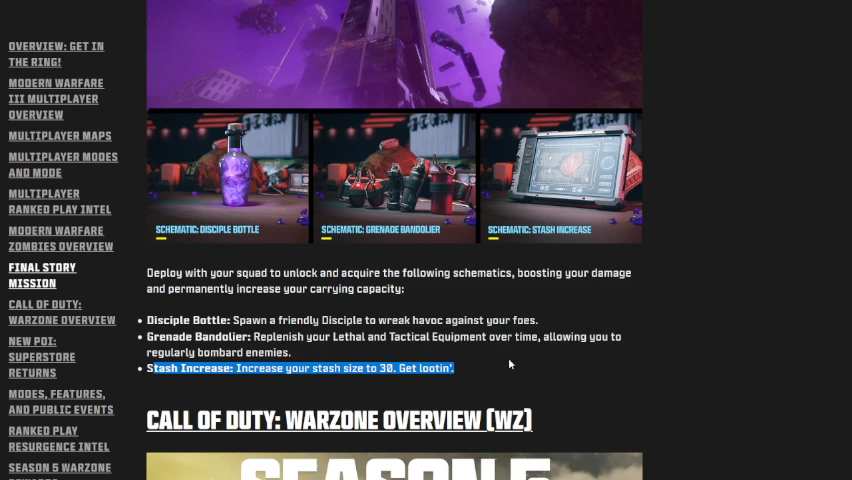 OVERVIEW: GET IN
THE RING!
MODERN WARFARE
III MULTIPLAYER
OVERVIEW
MULTIPLAYER MAPS
MULTIPLAYER MODES
AND MODE
MULTIPLAYER
RANKED PLAY INTEL
MODERN WARFARE
ZOMBIES OVERVIEW
FINAL STORY
MISSION
CALL OF DUTY:
WARZONE OVERVIEW
NEW POI:
SUPERSTORE
RETURNS
MODES, FEATURES,
AND PUBLIC EVENTS
RANKED PLAY
RESURGENCE INTEL
SEASON 5 WARZONE
REWARDS
SCHEMATIC: DISCIPLE BOTTLE
SCHEMATIC: GRENADE BANDOLIER
SCHEMATIC: STASH INCREASE
Deploy with your squad to unlock and acquire the following schematics, boosting your damage
and permanently increase your carrying capacity:
• Disciple Bottle: Spawn a friendly Disciple to wreak havoc against your foes.
• Grenade Bandolier: Replenish your Lethal and Tactical Equipment over time, allowing you to
regularly bombard enemies.
• Stash Increase: Increase your stash size to 30. Get lootin'.
CALL OF DUTY: WARZONE OVERVIEW (WZ)
SEASON 5